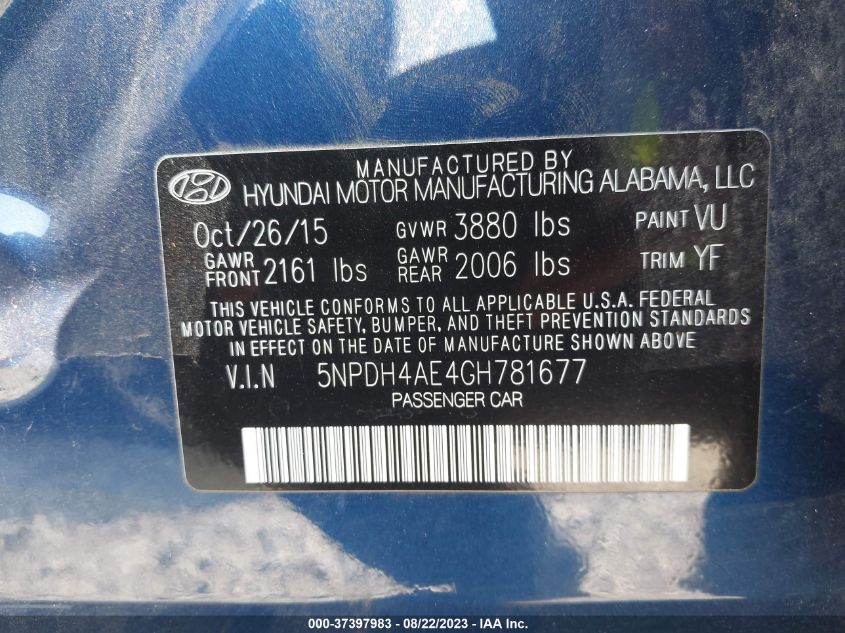 MANUFACTURED BY
HYUNDAI MOTOR MANUFACTURING ALABAMA, LLC
Oct/26/15 GVWR 3880 lbs PAINT VU
GAWR FRONT 2161 lbs GAWR REAR 2006 lbs TRIM YF
THIS VEHICLE CONFORMS TO ALL APPLICABLE U.S.A. FEDERAL
MOTOR VEHICLE SAFETY, BUMPER, AND THEFT PREVENTION STANDARDS
IN EFFECT ON THE DATE OF MANUFACTURE SHOWN ABOVE
V.I.N 5NPDH4AE4GH781677
PASSENGER CAR
000-37397983 - 08/22/2023 - IAA Inc.